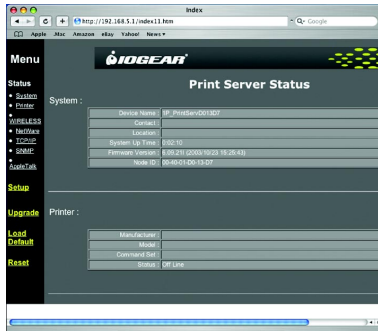 Index
http://192.168.5.1/index11.htm
Q- Google
Apple .Mac Amazon eBay Yahoo! News
Menu
IOGEAR
Print Server Status
Status
System
Printer
WIRELESS
NetWare
TCP/IP
SNMP
AppleTalk
Setup
Upgrade
Load Default
Reset
System :
Device Name : 
Contact :
Location :
System Up Time : 0:02:10
Firmware Version : 6.09.21I (2003/10/23 15:25:43)
Node ID : 00-40-01-D0-13-D7
Printer :
Manufacturer :
Model :
Command Set :
Status : Off Line